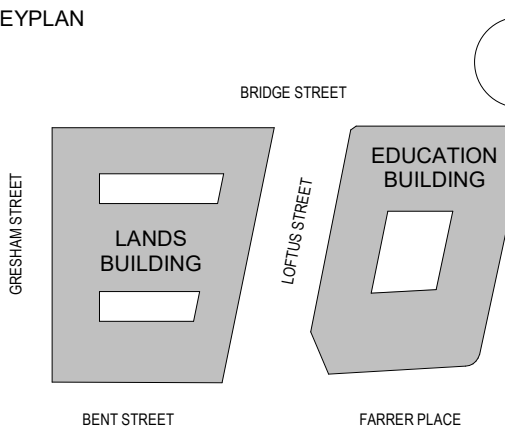 EYPLAN
BRIDGE STREET
EDUCATION
BUILDING
GRESHAM STREET
LOFTUS STREET
LANDS
BUILDING
BENT STREET
FARRER PLACE